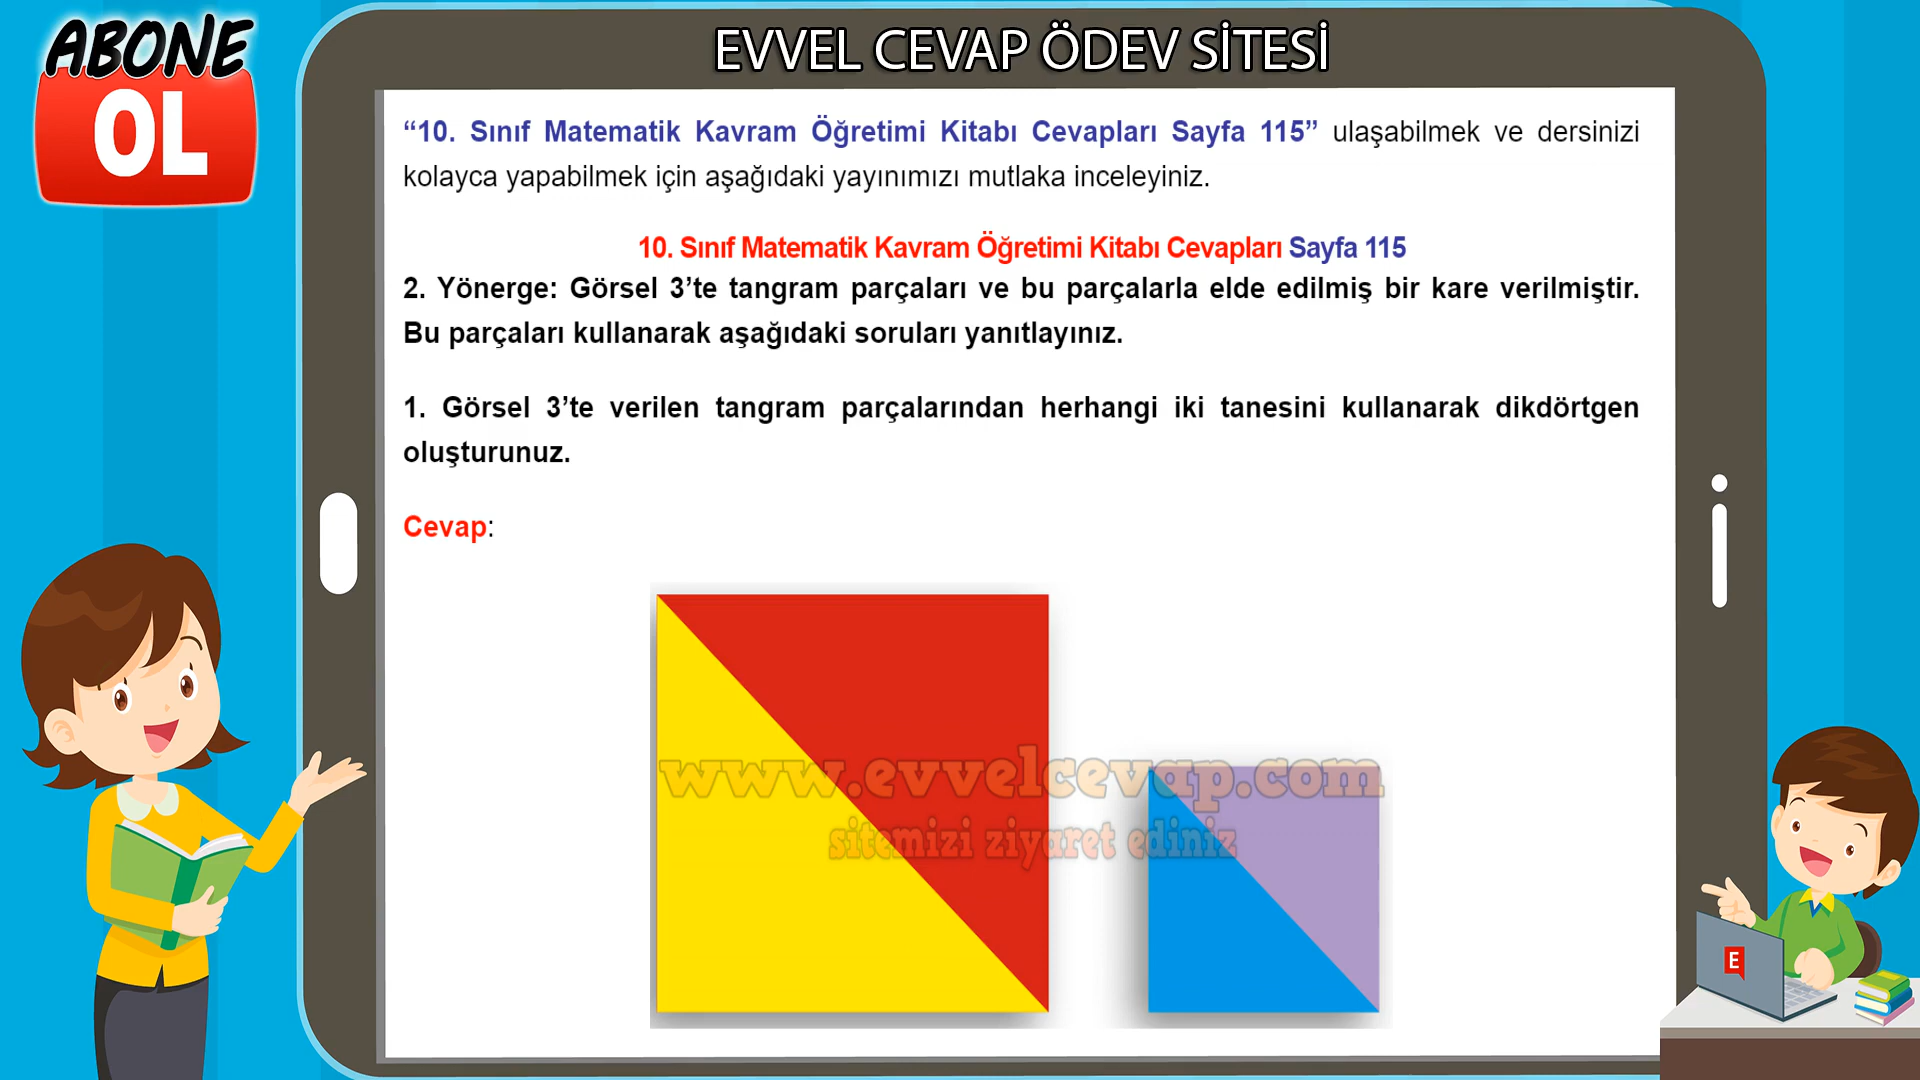 ABONE
OL
EVVEL CEVAP ÖDEV SİTESİ
“10. Sınıf Matematik Kavram Öğretimi Kitabı Cevapları Sayfa 115” ulaşabilmek ve dersinizi
kolayca yapabilmek için aşağıdaki yayınımızı mutlaka inceleyiniz.
10. Sınıf Matematik Kavram Öğretimi Kitabı Cevapları Sayfa 115
2. Yönerge: Görsel 3’te tangram parçaları ve bu parçalarla elde edilmiş bir kare verilmiştir.
Bu parçaları kullanarak aşağıdaki soruları yanıtlayınız.
1. Görsel 3’te verilen tangram parçalarından herhangi iki tanesini kullanarak dikdörtgen
oluşturunuz.
Cevap:
www.evvelcevap.com
sitemizi ziyaret ediniz
E